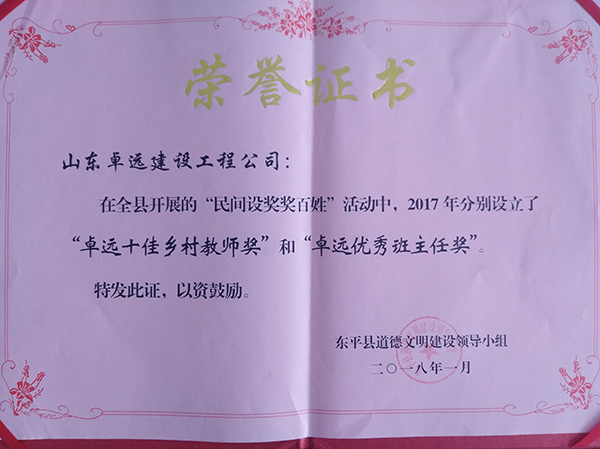 荣誉证书
山东卓远建设工程公司：
在全县开展的“民间设奖奖百姓”活动中，2017年分别设立了
“卓远十佳乡村教师奖”和“卓远优秀班主任奖”。
特发此证，以资鼓励。
东平县道德文明建设领导小组
二〇一八年一月